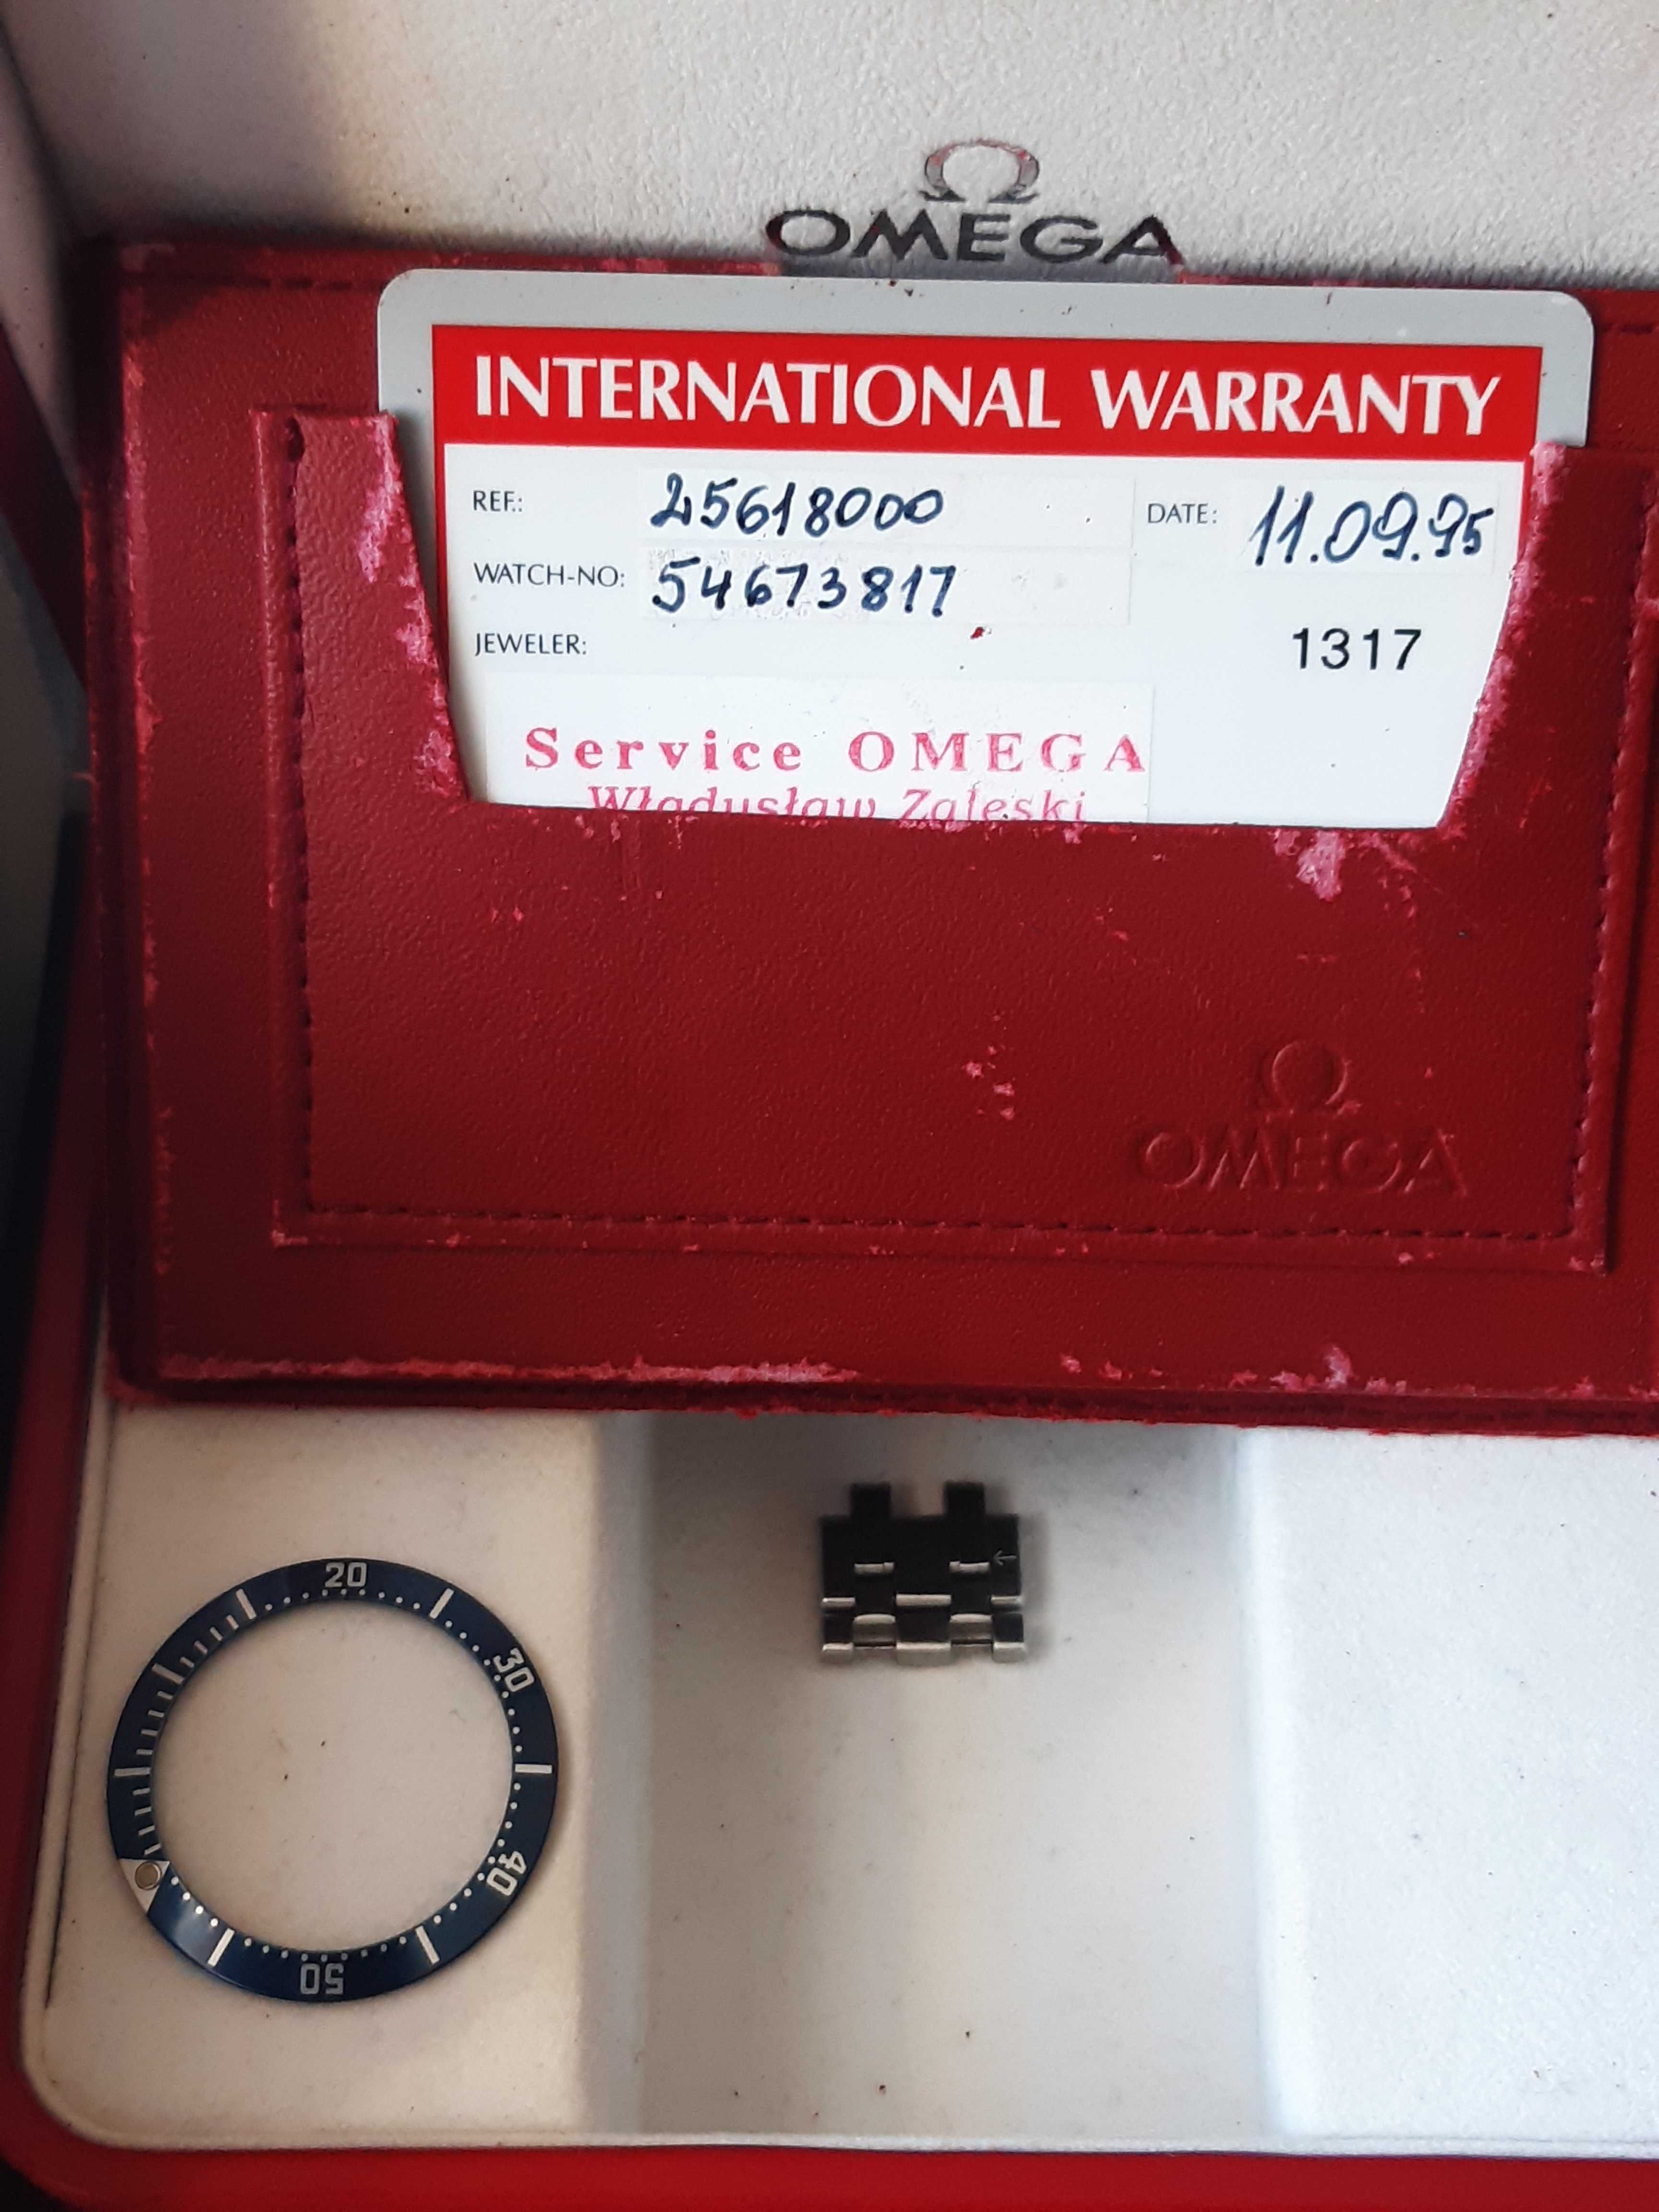 Ω
OMEGA
INTERNATIONAL WARRANTY
REF.: 25618000 DATE: 11.09.95
WATCH-NO: 54673817
JEWELER: 1317
Service OMEGA
Władysław Zaleski
Ω
OMEGA
20
30
40
50